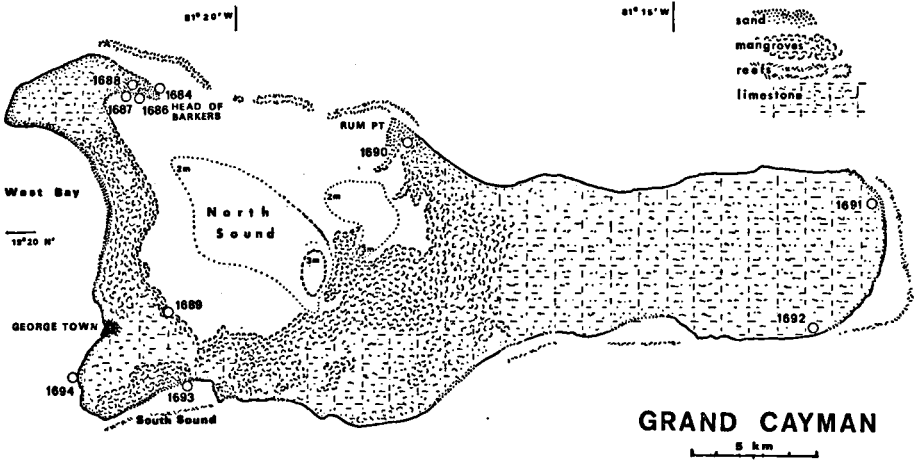 81° 20' W
81° 15' W
sand
mangroves
reefs
limestone
1688
1684
1687
1686
HEAD OF
BARKERS
RUM PT
1690
2m
2m
West Bay
North
Sound
1691
19°20 N'
3m
1689
GEORGE TOWN
1692
1694
1693
South Sound
GRAND CAYMAN
5 km